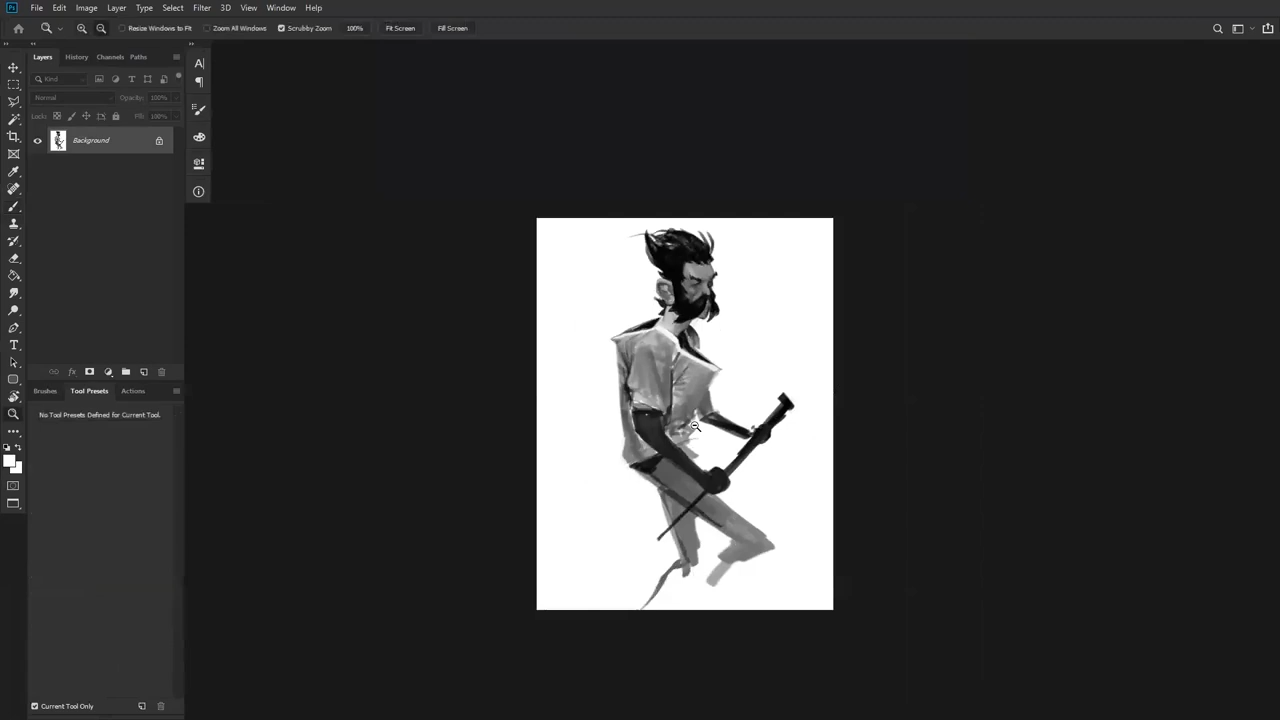 Ps File Edit Image Layer Type Select Filter 3D View Window Help
Resize Windows to Fit Zoom All Windows Scrubby Zoom 100% Fit Screen Fill Screen
Layers History Channels Paths
Kind
Normal Opacity: 100%
Lock: Fill: 100%
Background
Brushes Tool Presets Actions
No Tool Presets Defined for Current Tool.
Current Tool Only